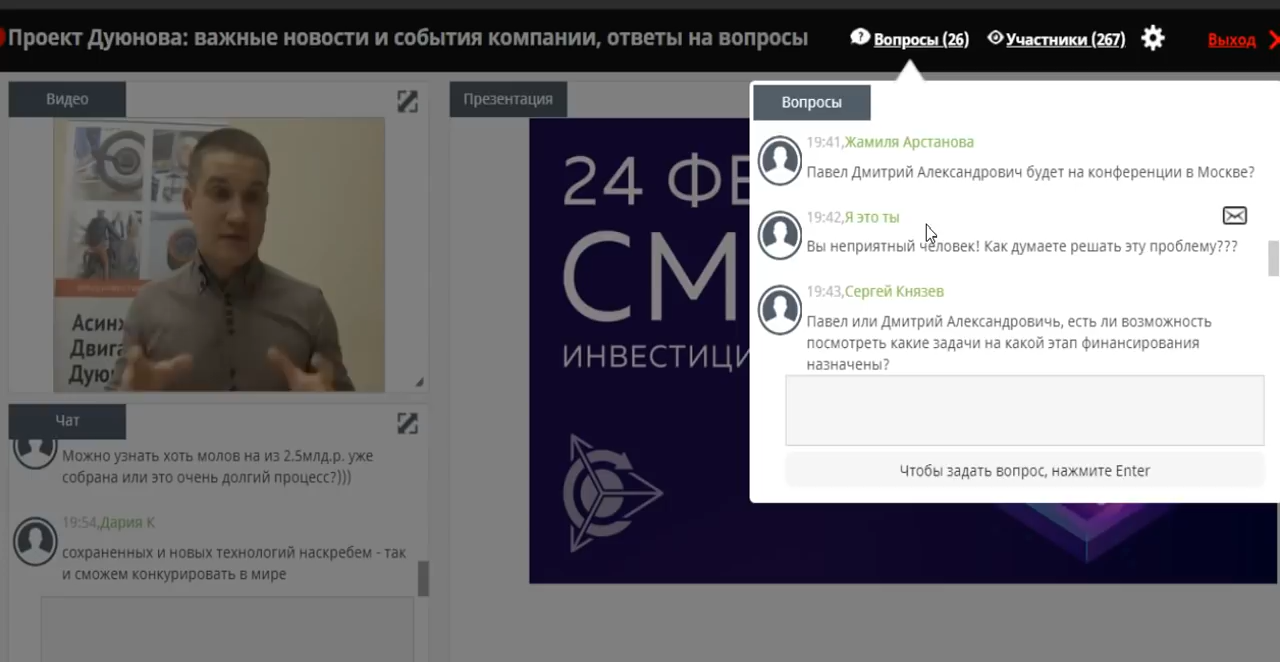 Проект Дуюнова: важные новости и события компании, ответы на вопросы
Вопросы (26)
Участники (267)
Выход
Видео
Презентация
Вопросы
19:41,Жамиля Арстанова
Павел Дмитрий Александрович будет на конференции в Москве?
19:42,Я это ты
Вы неприятный человек! Как думаете решать эту проблему???
19:43,Сергей Князев
Павел или Дмитрий Александровичь, есть ли возможность
посмотреть какие задачи на какой этап финансирования
назначены?
Чтобы задать вопрос, нажмите Enter
24 ФЕ
СМ
ИНВЕСТИЦИ
Асин
Двига
Дую
Чат
Можно узнать хоть молов на из 2.5млд.р. уже
собрана или это очень долгий процесс?)))
19:54,Дария К
сохраненных и новых технологий наскребем - так
и сможем конкурировать в мире